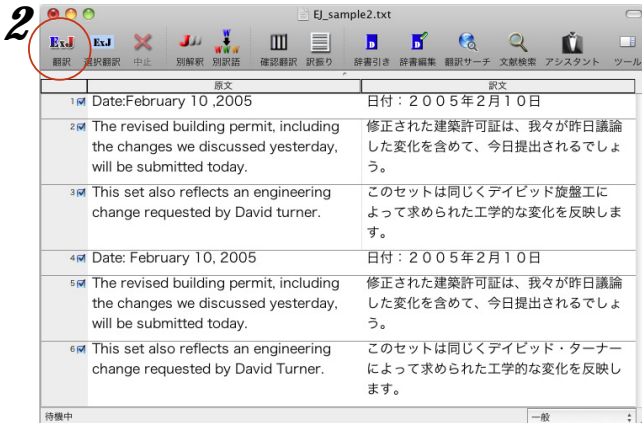 2
EJ_sample2.txt
ExJ ExJ
翻訳 選択翻訳 中止 別解釈 別訳語 確認翻訳 訳振り 辞書引き 辞書編集 翻訳サーチ 文献検索 アシスタント ツール
原文 訳文
1 Date:February 10 ,2005 日付：２００５年２月１０日
2 The revised building permit, including 修正された建築許可証は、我々が昨日議論
the changes we discussed yesterday, した変化を含めて、今日提出されるでしょ
will be submitted today. う。
3 This set also reflects an engineering このセットは同じくデイビッド旋盤工に
change requested by David turner. よって求められた工学的な変化を反映しま
す。
4 Date: February 10, 2005 日付：２００５年２月１０日
5 The revised building permit, including 修正された建築許可証は、我々が昨日議論
the changes we discussed yesterday, した変化を含めて、今日提出されるでしょ
will be submitted today. う。
6 This set also reflects an engineering このセットは同じくデイビッド・ターナー
change requested by David Turner. によって求められた工学的な変化を反映し
ます。
待機中 一般